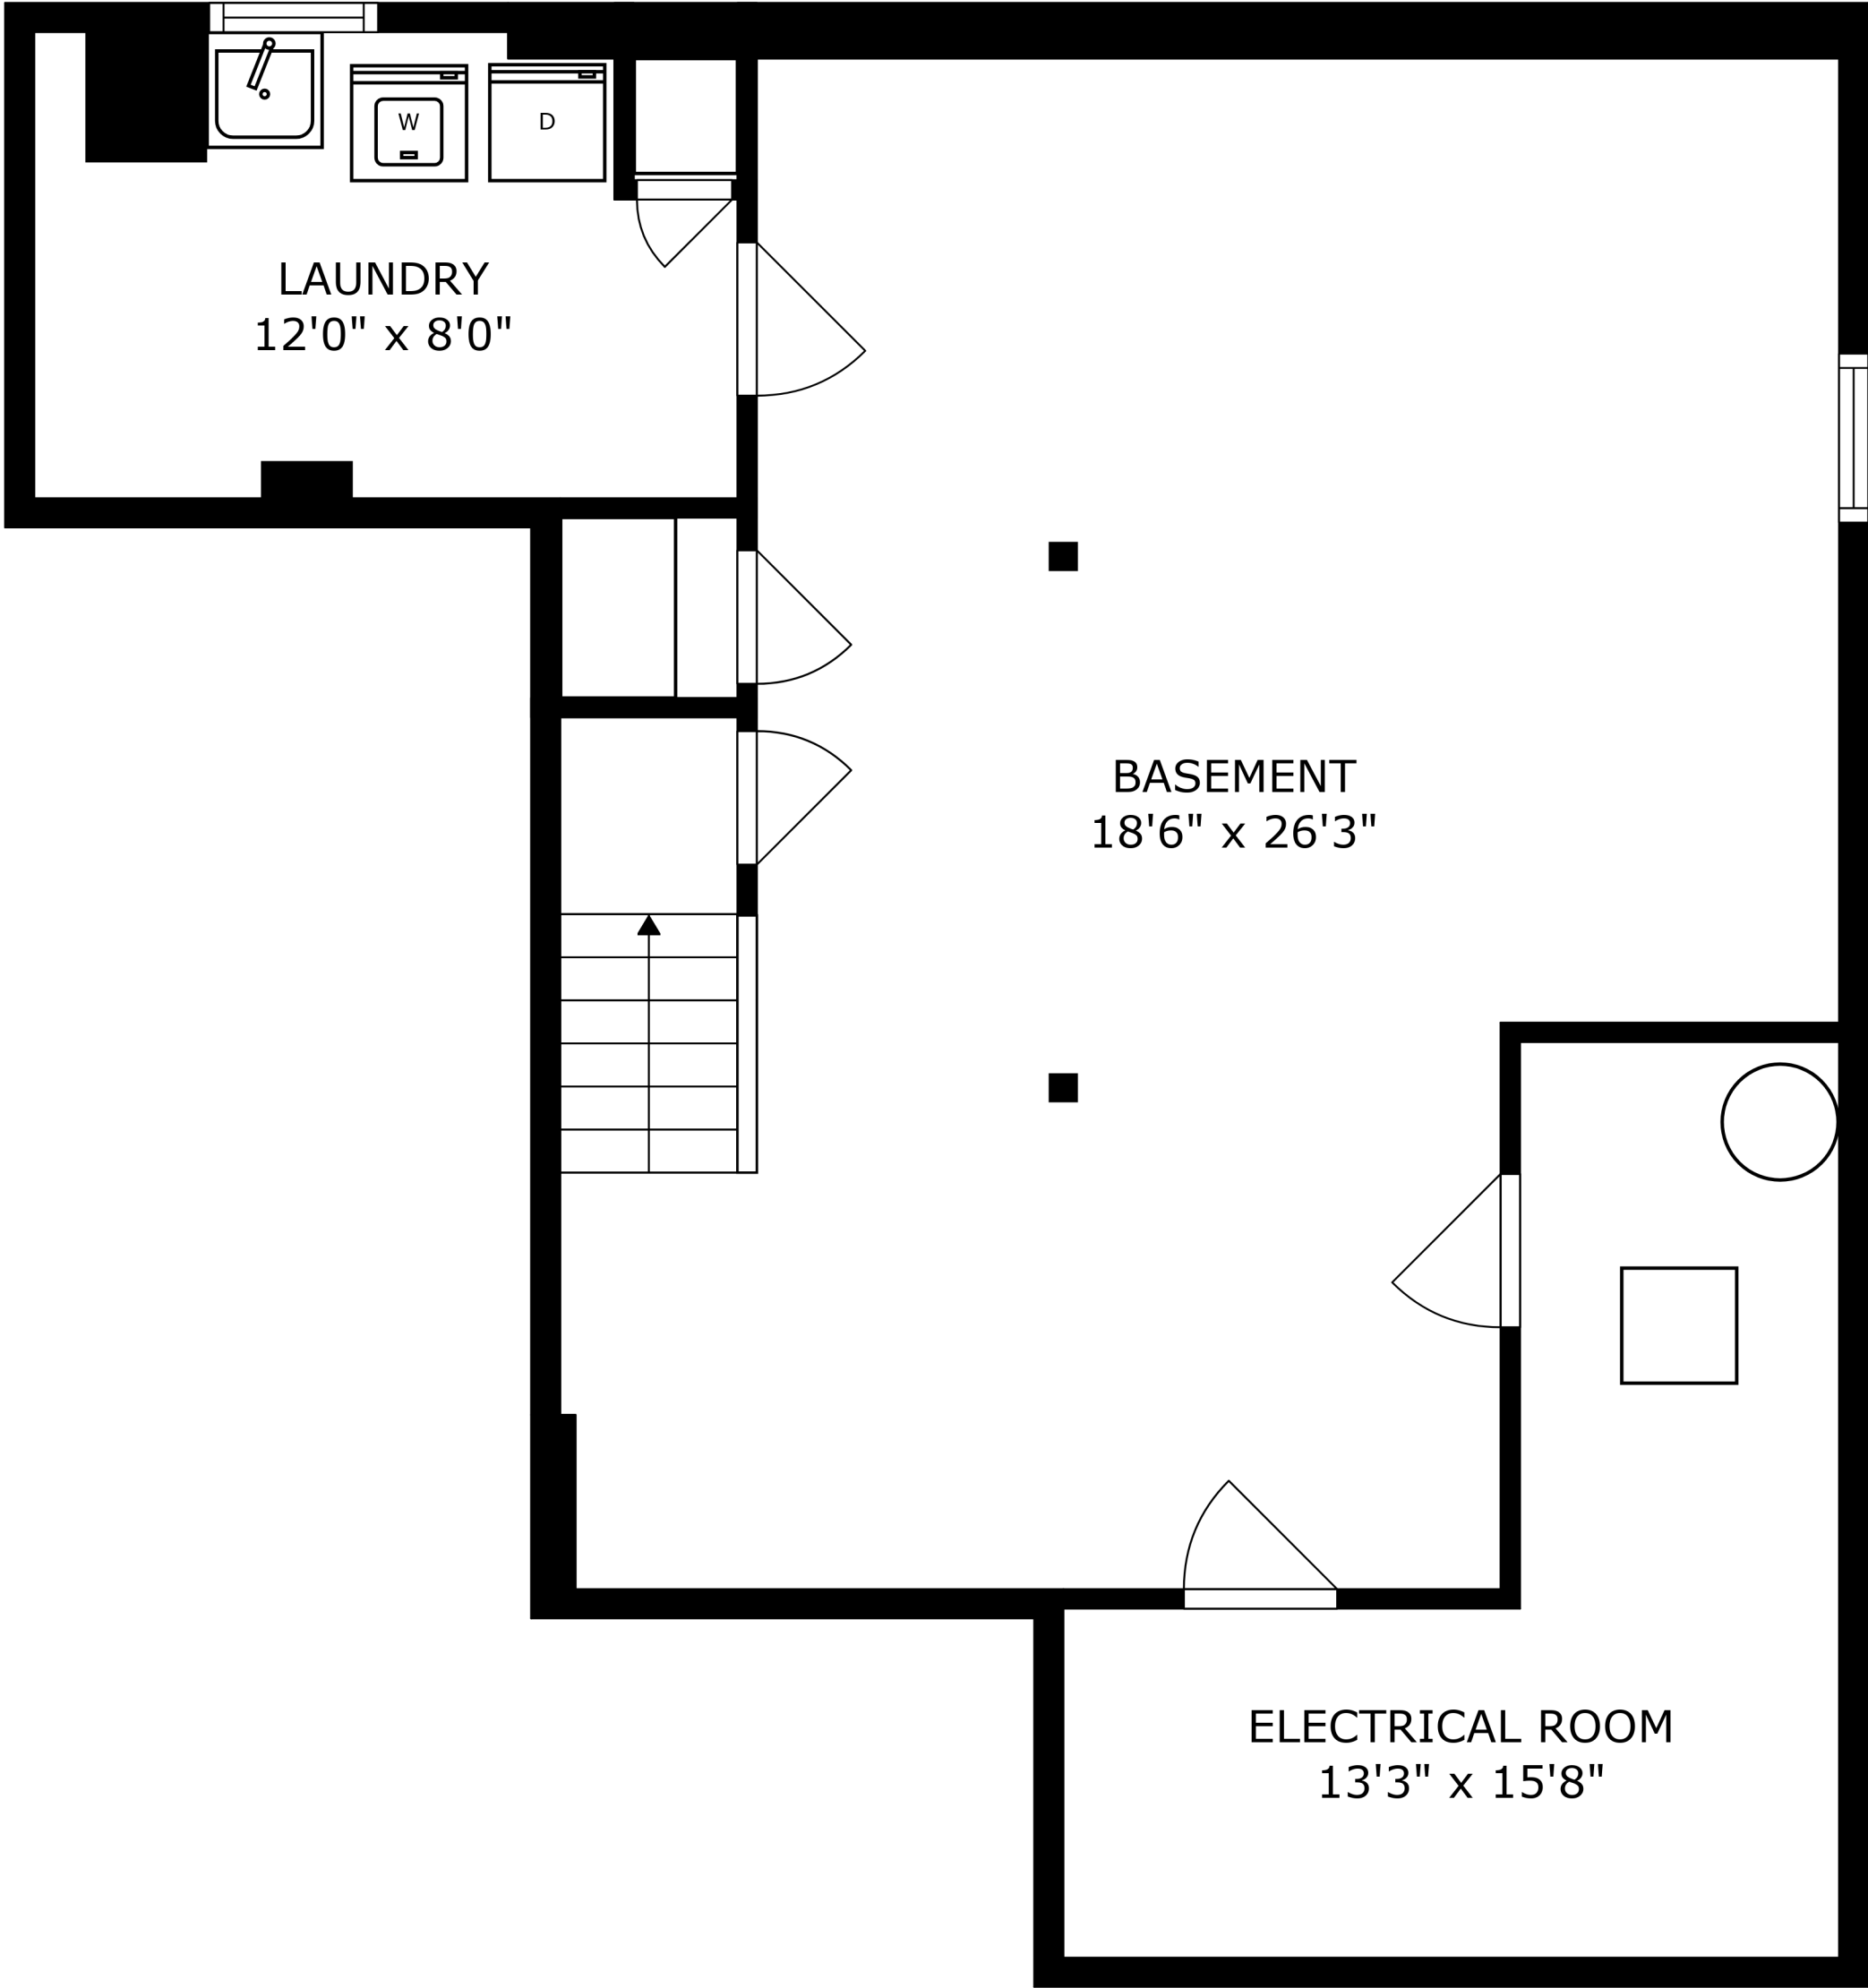 W
D
LAUNDRY
12'0" x 8'0"
BASEMENT
18'6" x 26'3"
ELECTRICAL ROOM
13'3" x 15'8"